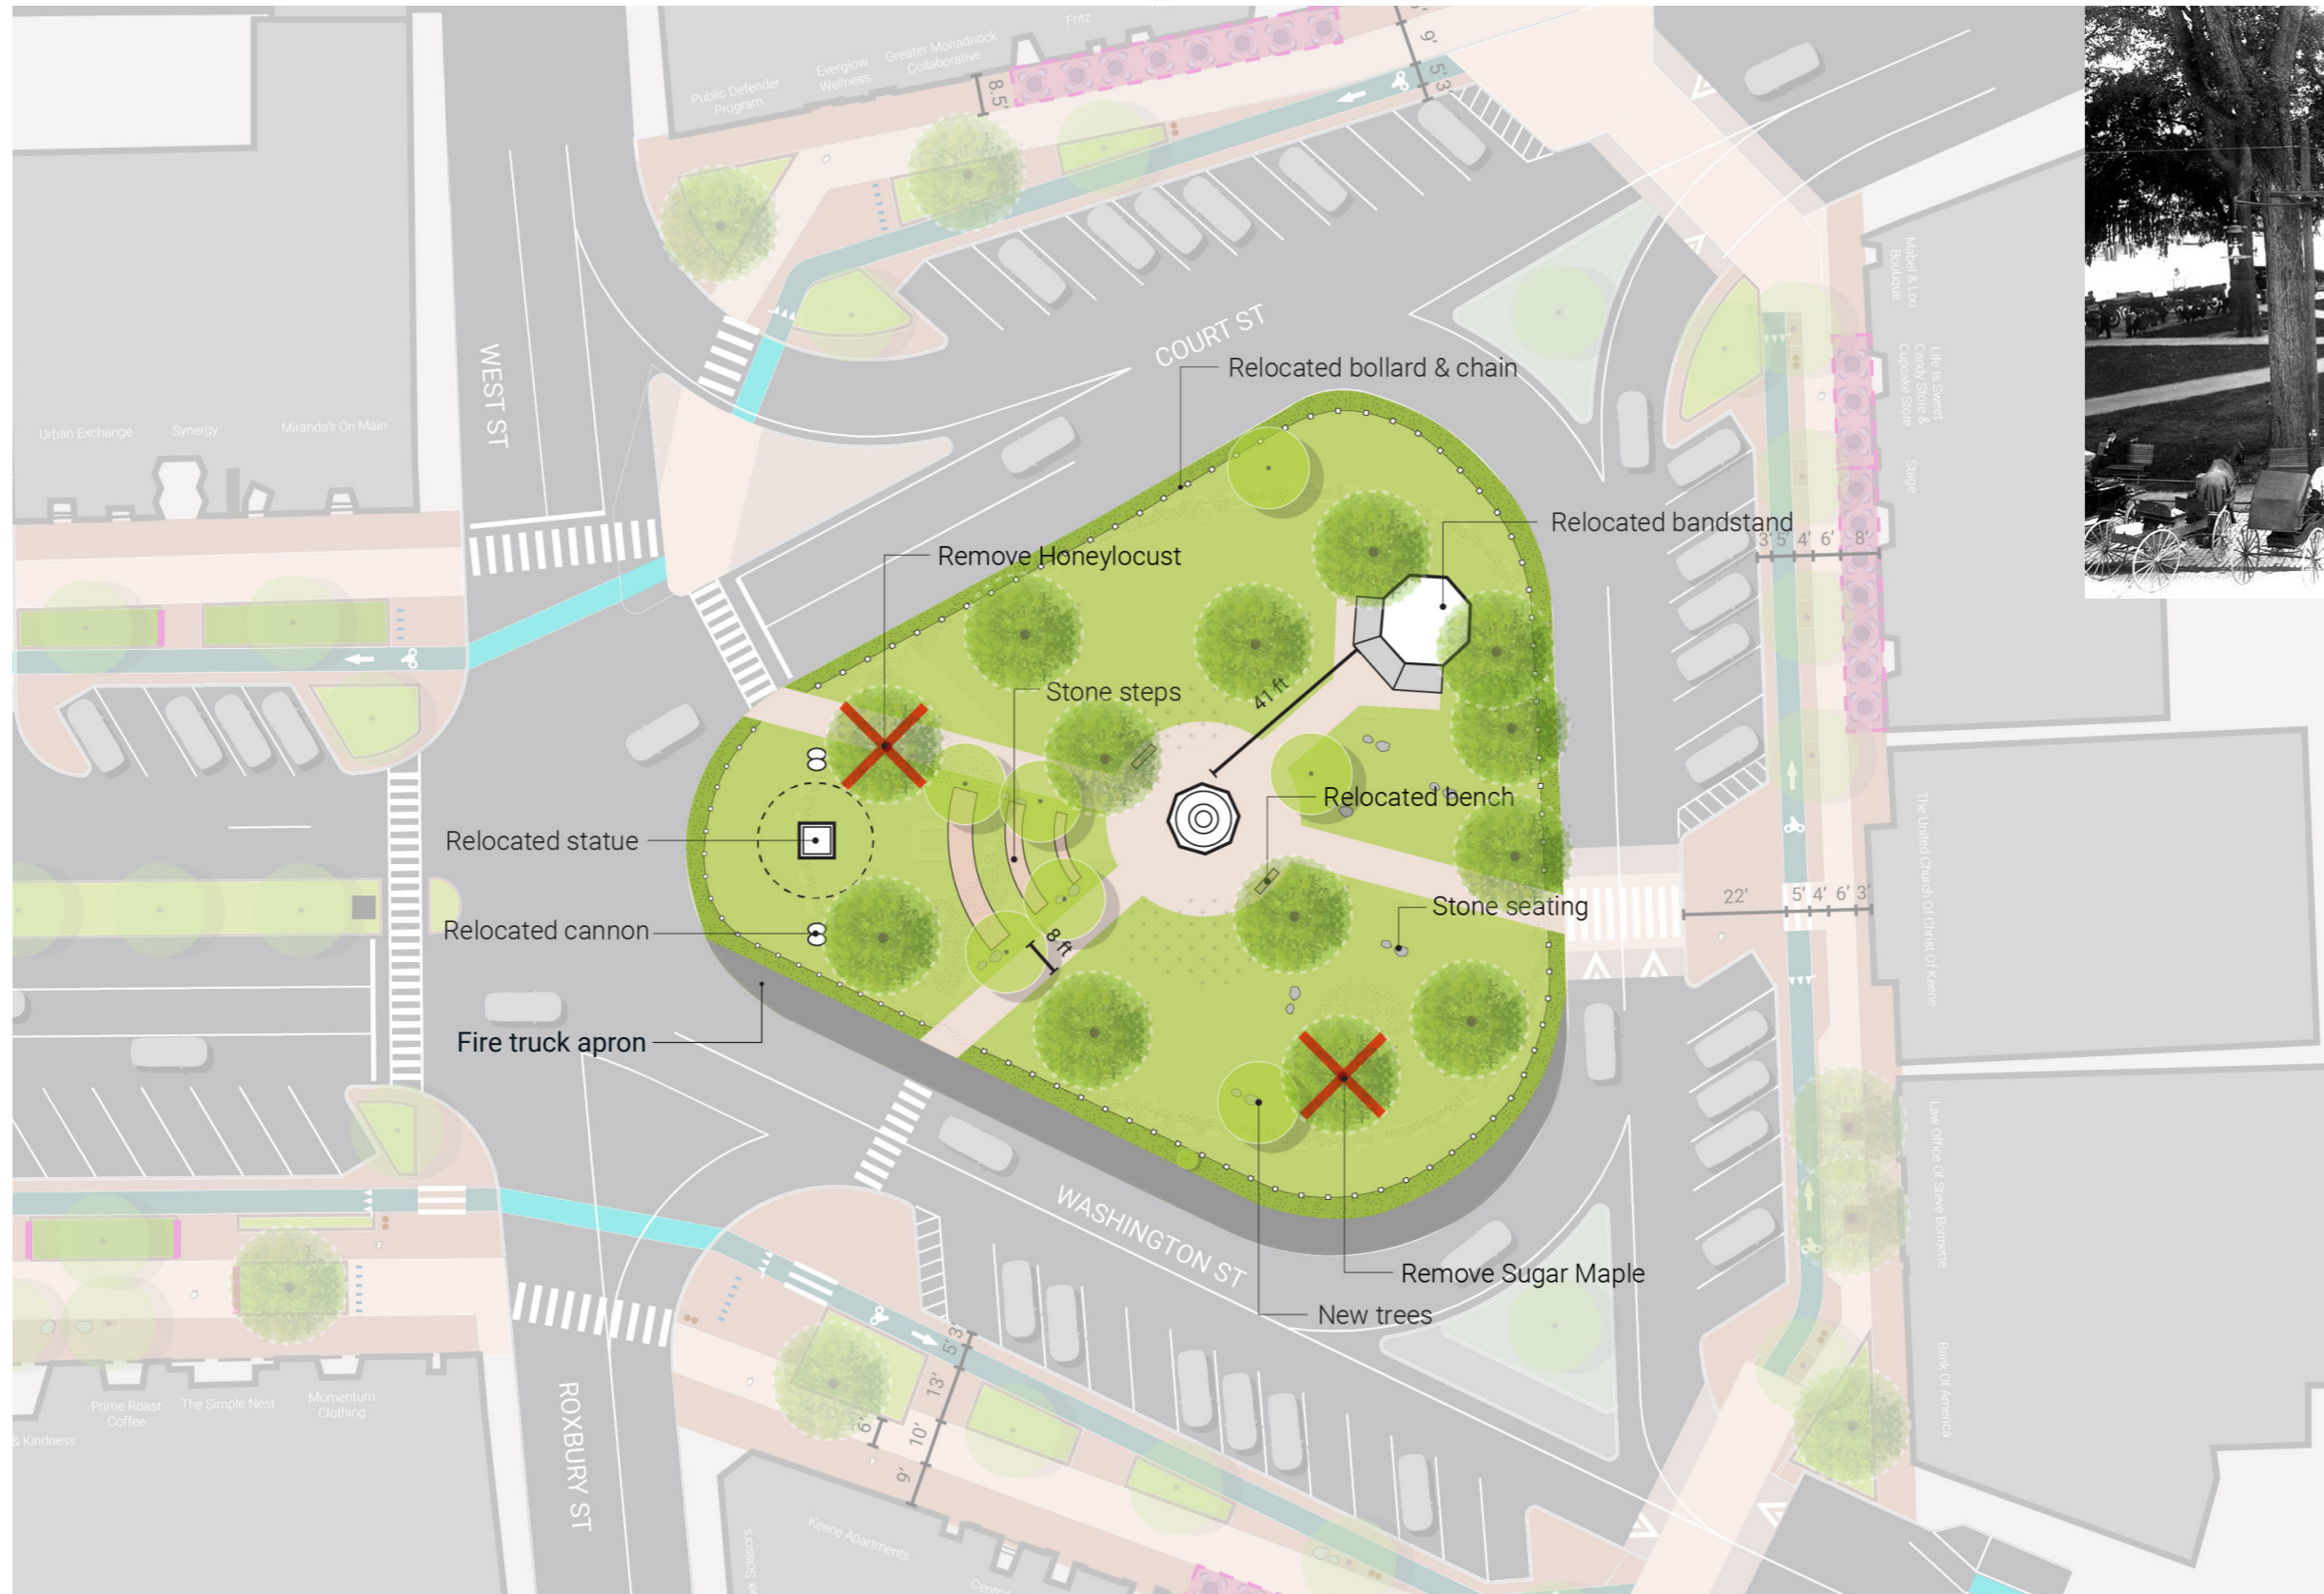 Fritz
Greater Monadnock
Collaborative
Everglow
Wellness
Public Defender
Program
8.5'
9'
5'
3'
WEST ST
COURT ST
Mabel & Lou
Boutique
Life Is Sweet
Candy Store &
Cupcake Store
Stage
Urban Exchange
Synergy
Miranda's On Main
Relocated bollard & chain
Relocated bandstand
3' 5' 4' 6' 8'
Remove Honeylocust
Stone steps
41 ft
Relocated bench
Relocated statue
Stone seating
Relocated cannon
8 ft
22' 5' 4' 6' 3'
The United Church Of Christ Of Keene
Fire truck apron
WASHINGTON ST
Law Office Of Steve Bonnette
Remove Sugar Maple
New trees
Bank Of America
3'
5'
13'
6'
10'
9'
Prime Roast
Coffee
The Simple Nest
Momentum
Clothing
& Kindness
ROXBURY ST
Keene Apartments
Scissors